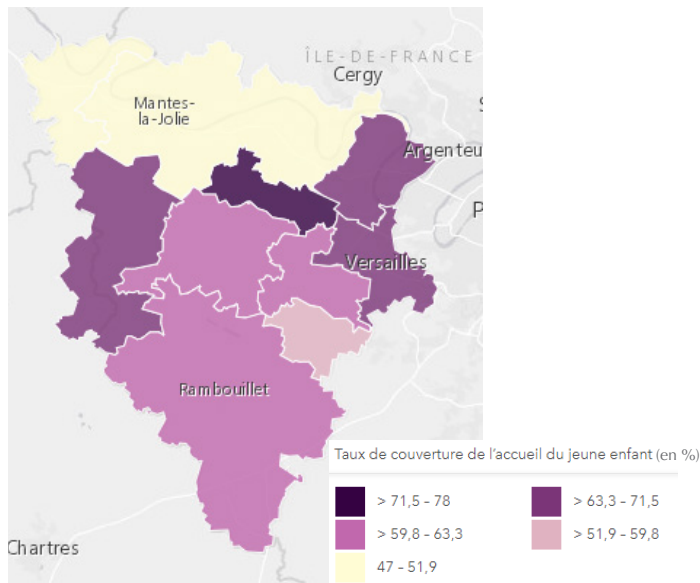 ÎLE-DE-FRANCE
Cergy
Mantes-
la-Jolie
Argenteu
Versailles
Rambouillet
Chartres
Taux de couverture de l'accueil du jeune enfant (en %)
> 71,5 - 78
> 63,3 - 71,5
> 59,8 - 63,3
> 51,9 - 59,8
47 - 51,9